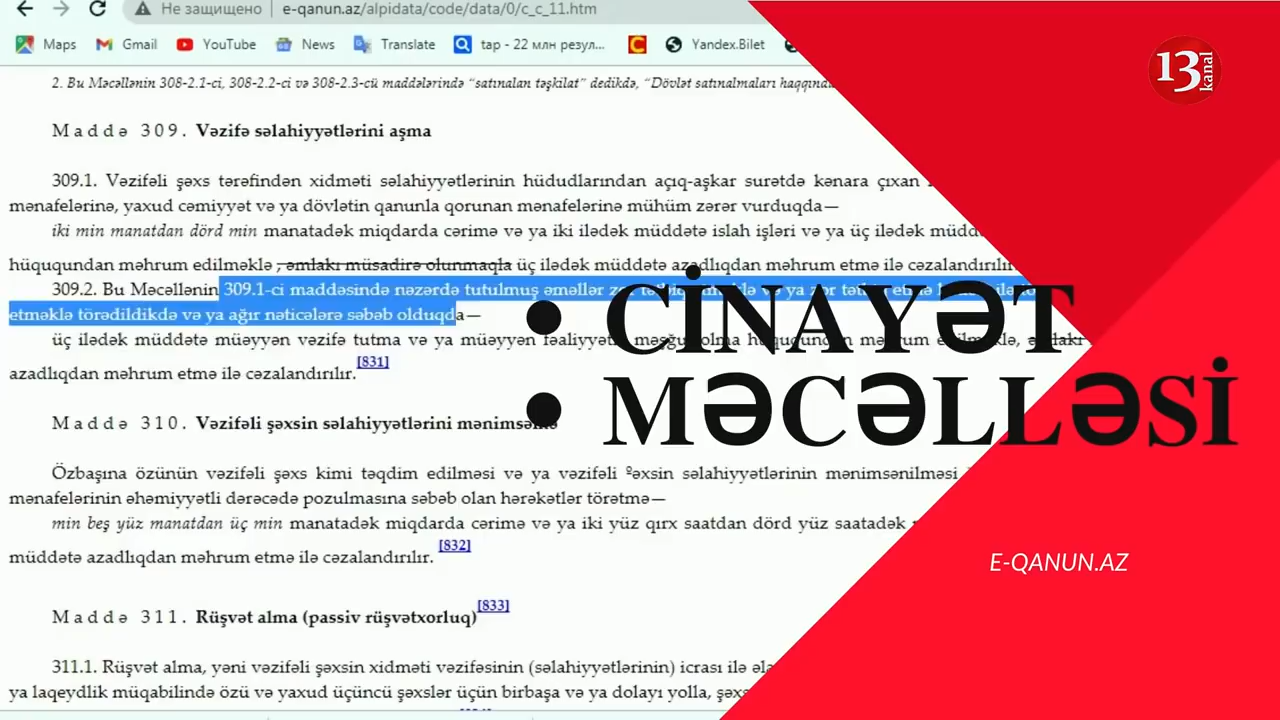 Не защищено | e-qanun.az/alpidata/code/data/0/c_c_11.htm
Maps Gmail YouTube News Translate tap - 22 млн резул... Yandex.Bilet
13 kanal
2. Bu Məcəllənin 308-2.1-ci, 308-2.2-ci və 308-2.3-cü maddələrində “satınalan təşkilat” dedikdə, “Dövlət satınalmaları haqqında
Maddə 309. Vəzifə səlahiyyətlərini aşma
309.1. Vəzifəli şəxs tərəfindən xidməti səlahiyyətlərinin hüdudlarından açıq-aşkar surətdə kənara çıxan
mənafelərinə, yaxud cəmiyyət və ya dövlətin qanunla qorunan mənafelərinə mühüm zərər vurduqda—
iki min manatdan dörd min manatadək miqdarda cərimə və ya iki ilədək müddətə islah işləri və ya üç ilədək
hüququndan məhrum edilməklə , əmlakı müsadirə olunmaqla üç ilədək müddətə azadlıqdan məhrum etmə ilə cəzalandırılır
309.2. Bu Məcəllənin 309.1-ci maddəsində nəzərdə tutulmuş əməllər
etməklə törədildikdə və ya ağır nəticələrə səbəb olduqda—
üç ilədək müddətə müəyyən vəzifə tutma və ya müəyyən fəaliyyətlə məşğul olma hüququndan məhrum edilməklə,
azadlıqdan məhrum etmə ilə cəzalandırılır.[831]
• CİNAYƏT
• MƏCƏLLƏSİ
Maddə 310. Vəzifəli şəxsin səlahiyyətlərini mənimsəmə
Özbaşına özünün vəzifəli şəxs kimi təqdim edilməsi və ya vəzifəli ºəxsin səlahiyyətlərinin mənimsənilməsi
mənafelərinin əhəmiyyətli dərəcədə pozulmasına səbəb olan hərəkətlər törətmə—
min beş yüz manatdan üç min manatadək miqdarda cərimə və ya iki yüz qırx saatdan dörd yüz saatadək
müddətə azadlıqdan məhrum etmə ilə cəzalandırılır. [832]
E-QANUN.AZ
Maddə 311. Rüşvət alma (passiv rüşvətxorluq)[833]
311.1. Rüşvət alma, yəni vəzifəli şəxsin xidməti vəzifəsinin (səlahiyyətlərinin) icrası ilə
ya laqeydlik müqabilində özü və yaxud üçüncü şəxslər üçün birbaşa və ya dolayı yolla,